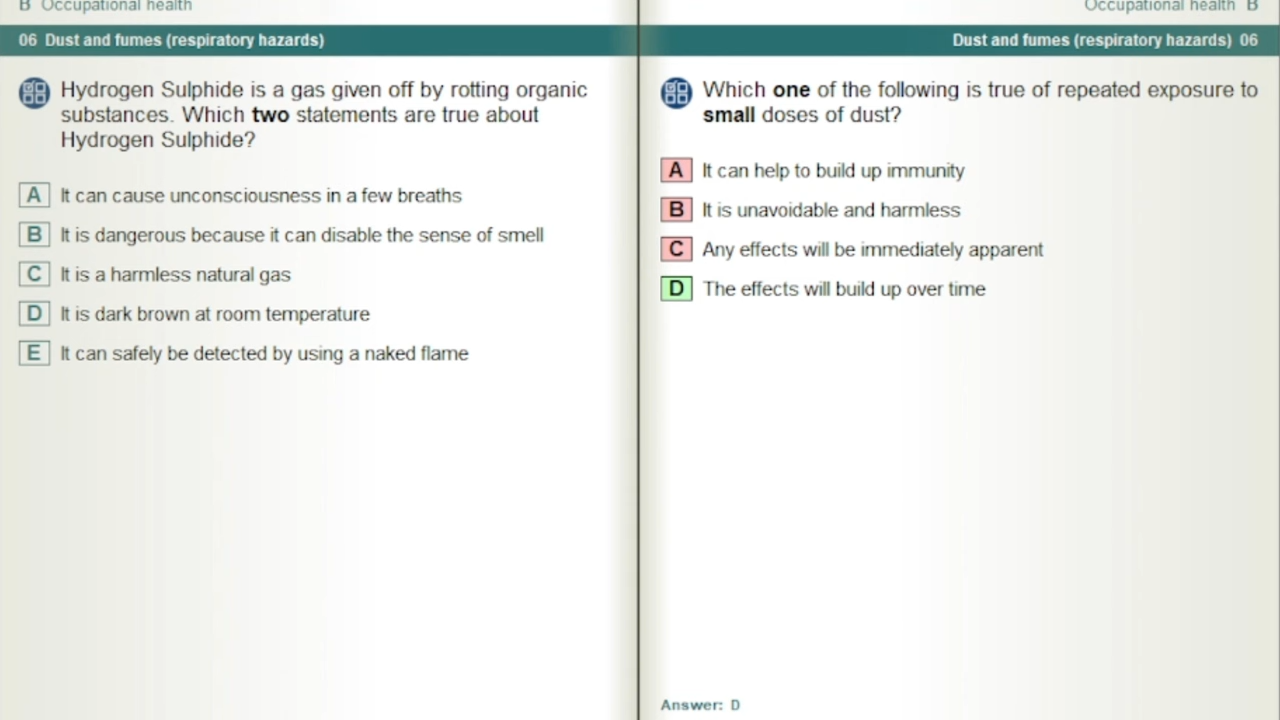 B Occupational health
06 Dust and fumes (respiratory hazards)
Hydrogen Sulphide is a gas given off by rotting organic
substances. Which two statements are true about
Hydrogen Sulphide?
A It can cause unconsciousness in a few breaths
B It is dangerous because it can disable the sense of smell
C It is a harmless natural gas
D It is dark brown at room temperature
E It can safely be detected by using a naked flame
Occupational health B
Dust and fumes (respiratory hazards) 06
Which one of the following is true of repeated exposure to
small doses of dust?
A It can help to build up immunity
B It is unavoidable and harmless
C Any effects will be immediately apparent
D The effects will build up over time
Answer: D